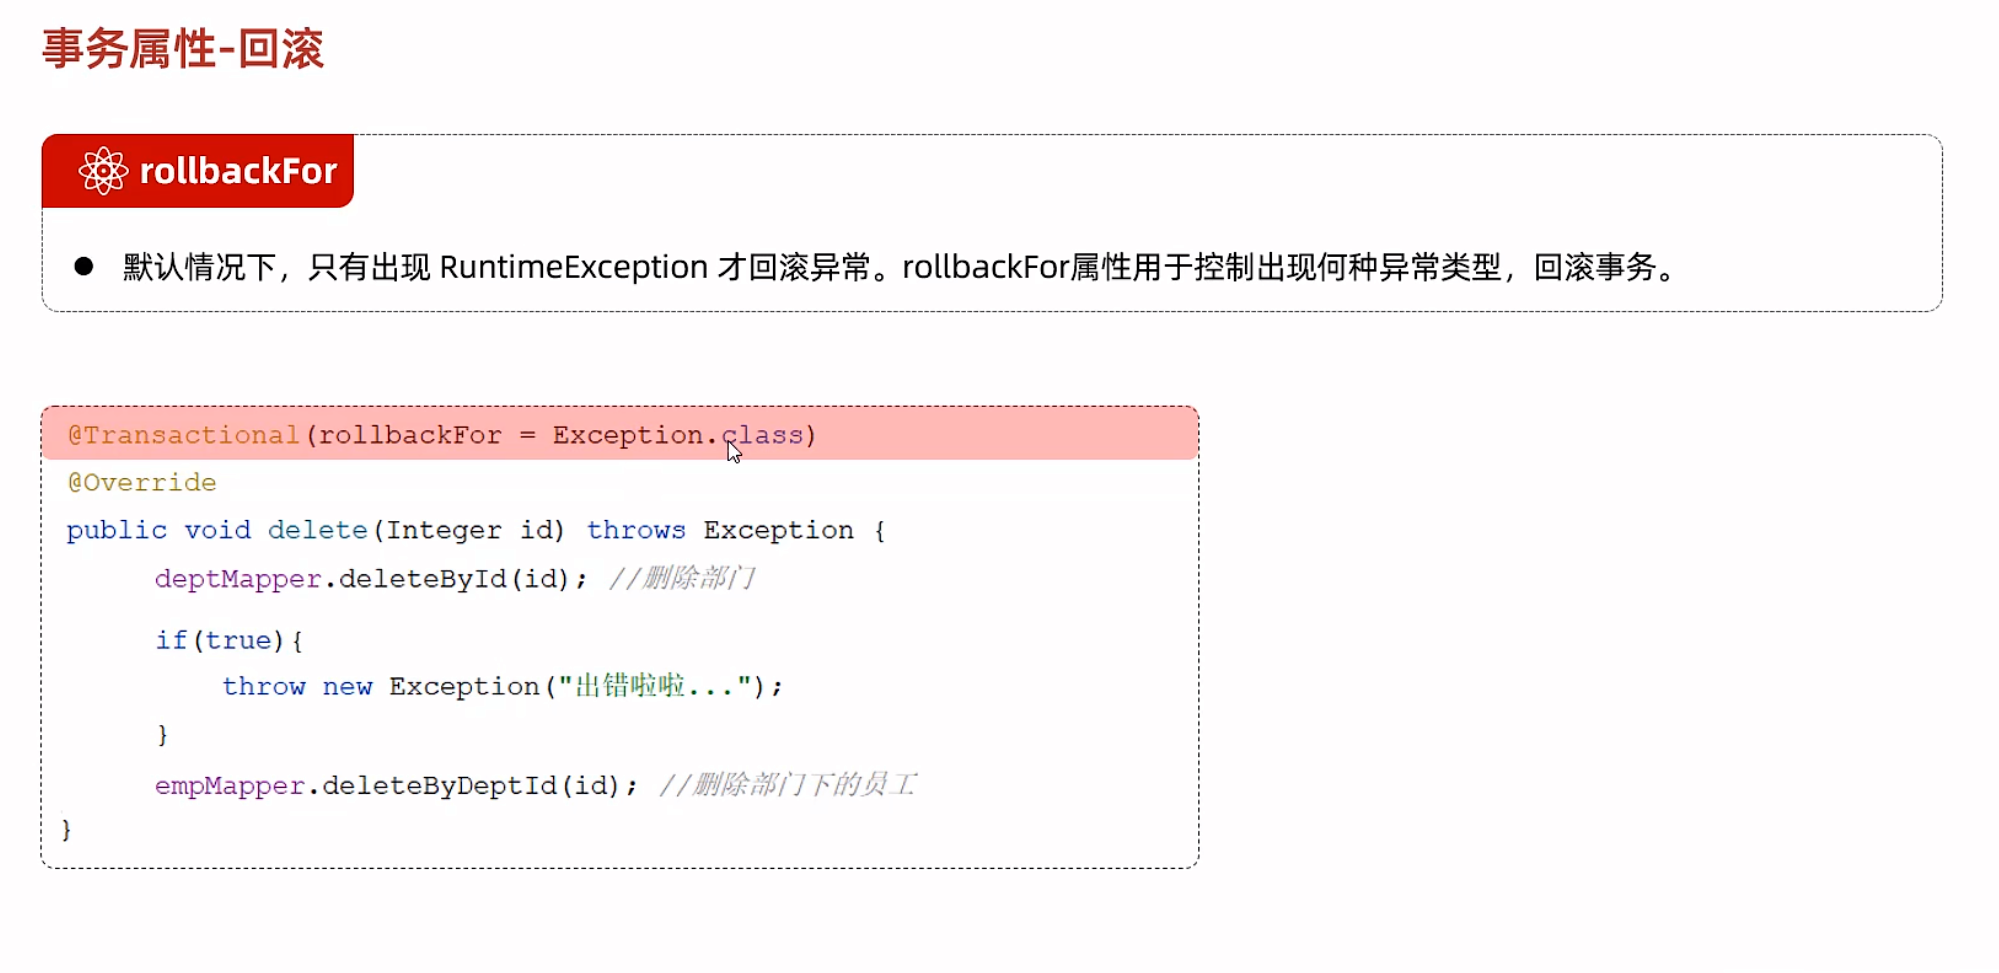 事务属性-回滚
rollbackFor
● 默认情况下，只有出现 RuntimeException 才回滚异常。rollbackFor属性用于控制出现何种异常类型，回滚事务。
@Transactional(rollbackFor = Exception.class)
@Override
public void delete(Integer id) throws Exception {
deptMapper.deleteById(id); //删除部门
if(true){
throw new Exception("出错啦啦...");
}
empMapper.deleteByDeptId(id); //删除部门下的员工
}